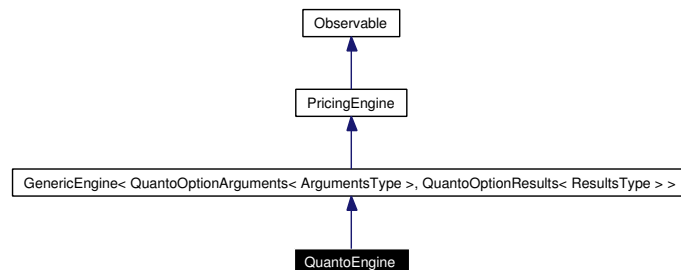 Observable
PricingEngine
GenericEngine< QuantoOptionArguments< ArgumentsType >, QuantoOptionResults< ResultsType > >
QuantoEngine